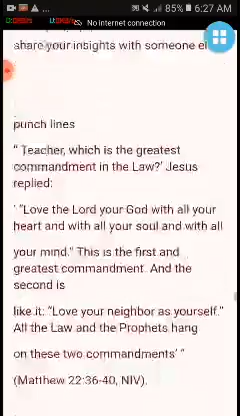 85% 6:27 AM
No internet connection
share your insights with someone el
punch lines
“ Teacher, which is the greatest
commandment in the Law?’ Jesus
replied:
‘ “Love the Lord your God with all your
heart and with all your soul and with all
your mind.” This is the first and
greatest commandment. And the
second is
like it: “Love your neighbor as yourself.”
All the Law and the Prophets hang
on these two commandments’ ”
(Matthew 22:36-40, NIV).